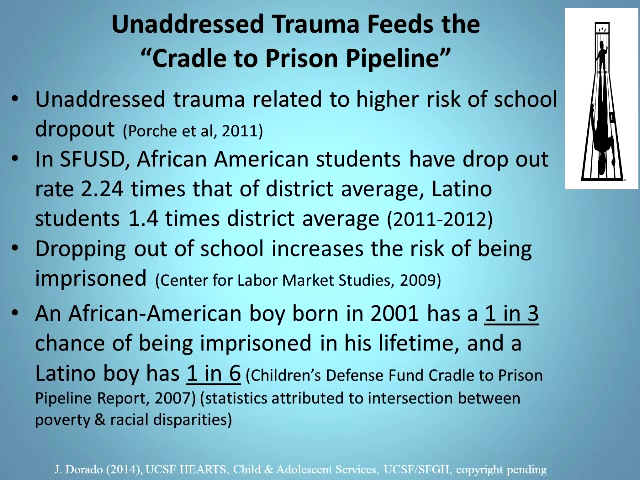 Unaddressed Trauma Feeds the
“Cradle to Prison Pipeline”
• Unaddressed trauma related to higher risk of school
dropout (Porche et al, 2011)
• In SFUSD, African American students have drop out
rate 2.24 times that of district average, Latino
students 1.4 times district average (2011-2012)
• Dropping out of school increases the risk of being
imprisoned (Center for Labor Market Studies, 2009)
• An African-American boy born in 2001 has a 1 in 3
chance of being imprisoned in his lifetime, and a
Latino boy has 1 in 6 (Children’s Defense Fund Cradle to Prison
Pipeline Report, 2007) (statistics attributed to intersection between
poverty & racial disparities)
J. Dorado (2014), UCSF HEARTS, Child & Adolescent Services, UCSF/SFGH, copyright pending